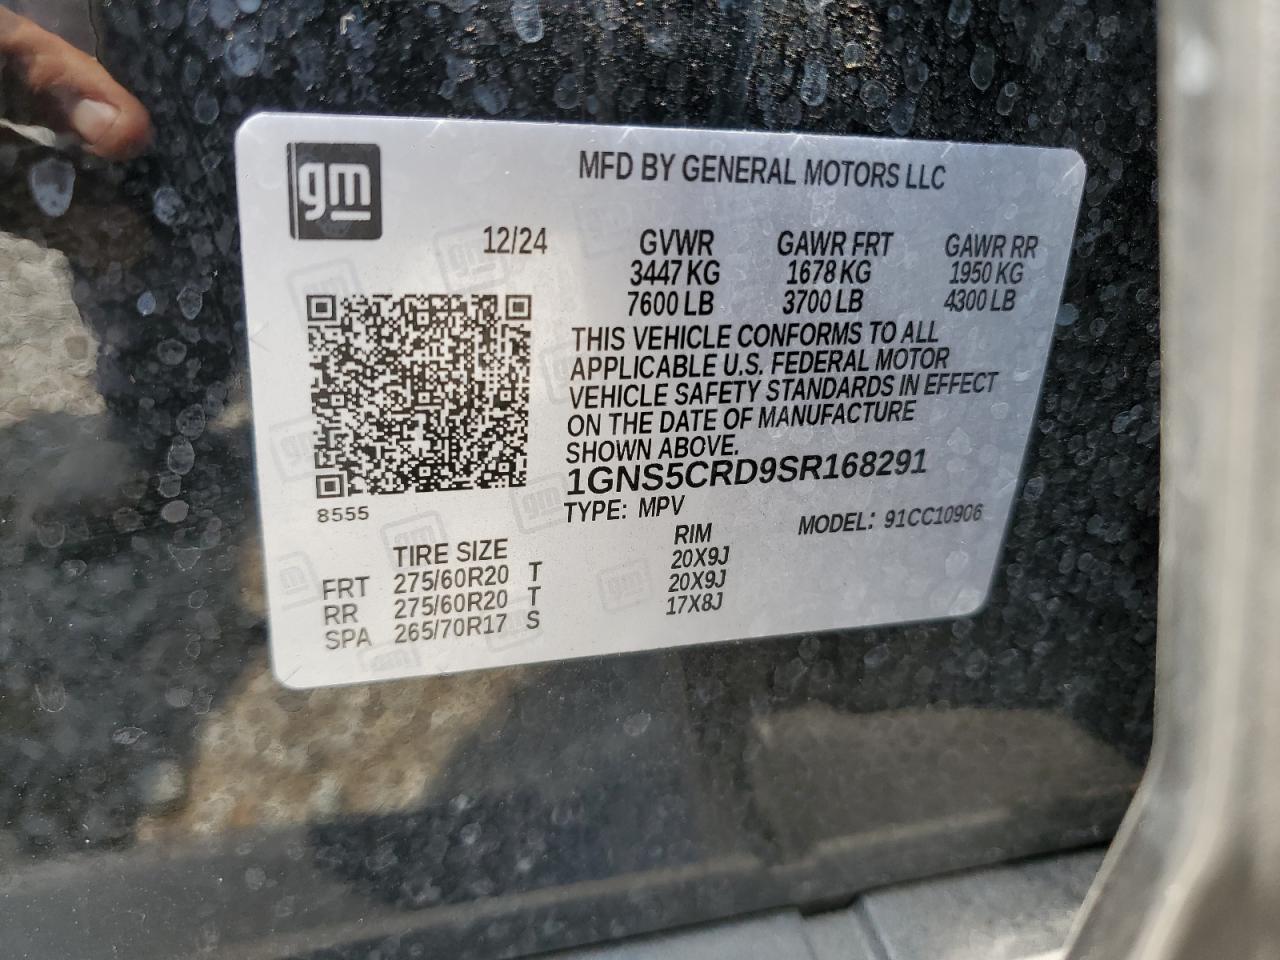 gm
MFD BY GENERAL MOTORS LLC
12/24 GVWR GAWR FRT GAWR RR
3447 KG 1678 KG 1950 KG
7600 LB 3700 LB 4300 LB
THIS VEHICLE CONFORMS TO ALL
APPLICABLE U.S. FEDERAL MOTOR
VEHICLE SAFETY STANDARDS IN EFFECT
ON THE DATE OF MANUFACTURE
SHOWN ABOVE.
1GNS5CRD9SR168291
8555
TYPE: MPV MODEL: 91CC10906
TIRE SIZE RIM
FRT 275/60R20 T 20X9J
RR 275/60R20 T 20X9J
SPA 265/70R17 S 17X8J